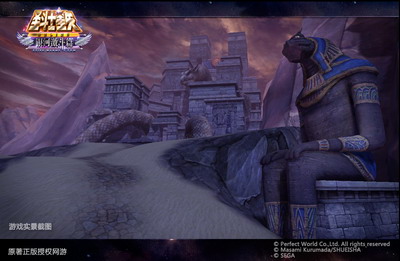 游戏实景截图
原著正版授权网游
© Perfect World Co.,Ltd. All rights reserved
© Masami Kurumada/SHUEISHA
© SEGA